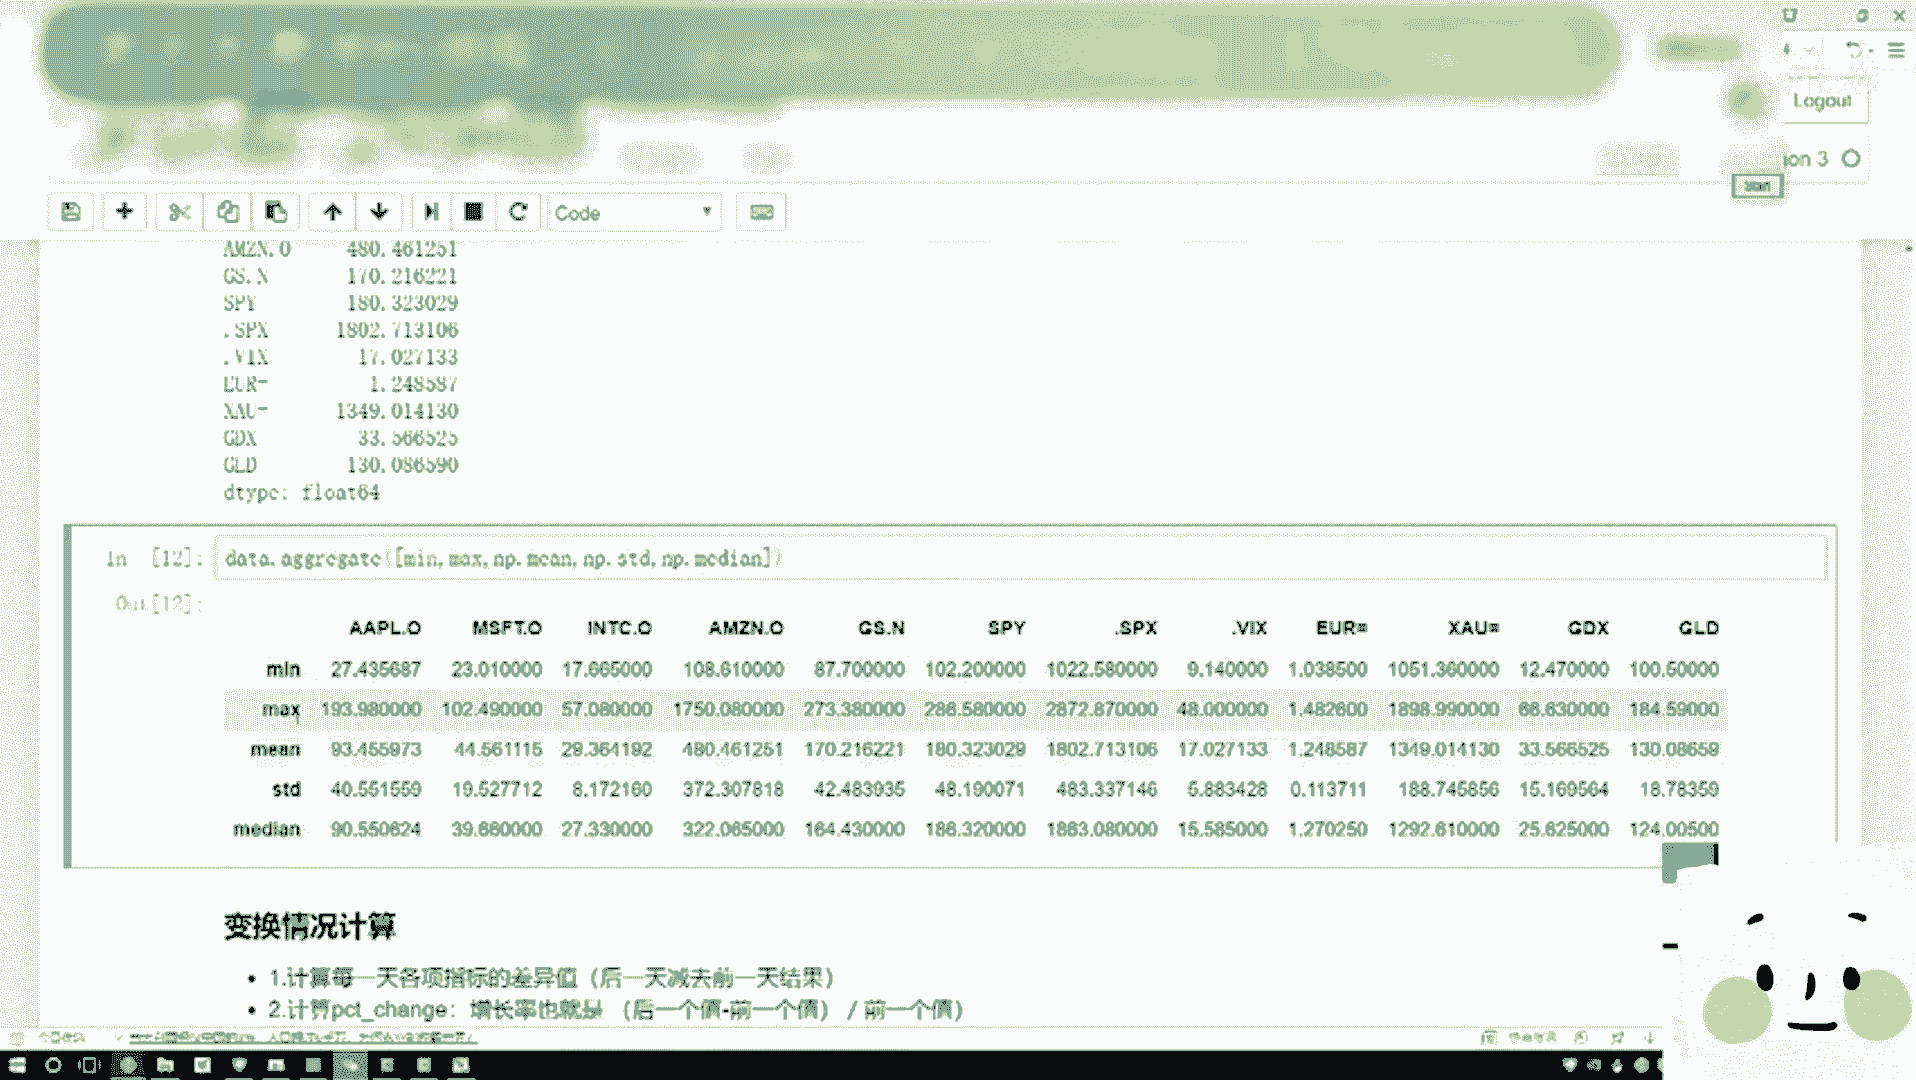 Logout
ion 3
Code
AMZN.O 480.461251
GS.N 170.216221
SPY 180.323029
.SPX 1802.713106
.VIX 17.027133
EUR= 1.248587
XAU= 1349.014130
GDX 33.566525
GLD 130.086590
dtype: float64
In [12]: data.aggregate([min,max,np.mean,np.std,np.median])
Out[12]:
AAPL.O MSFT.O INTC.O AMZN.O GS.N SPY .SPX .VIX EUR= XAU= GDX GLD
min 27.435687 23.010000 17.665000 108.610000 87.700000 102.200000 1022.580000 9.140000 1.038500 1051.360000 12.470000 100.50000
max 193.980000 102.490000 57.080000 1750.080000 273.380000 286.580000 2872.870000 48.000000 1.482600 1898.990000 66.630000 184.59000
mean 93.455973 44.561115 29.364192 480.461251 170.216221 180.323029 1802.713106 17.027133 1.248587 1349.014130 33.566525 130.08659
std 40.551559 19.527712 8.172160 372.307818 42.483935 48.190071 483.337146 5.883428 0.113711 188.745856 15.169564 18.78359
median 90.550624 39.660000 27.330000 322.065000 164.430000 186.320000 1863.080000 15.585000 1.270250 1292.610000 25.625000 124.00500
变换情况计算
1.计算每一天各项指标的差异值（后一天减去前一天结果）
2.计算pct_change：增长率也就是 （后一个值-前一个值）/ 前一个值）